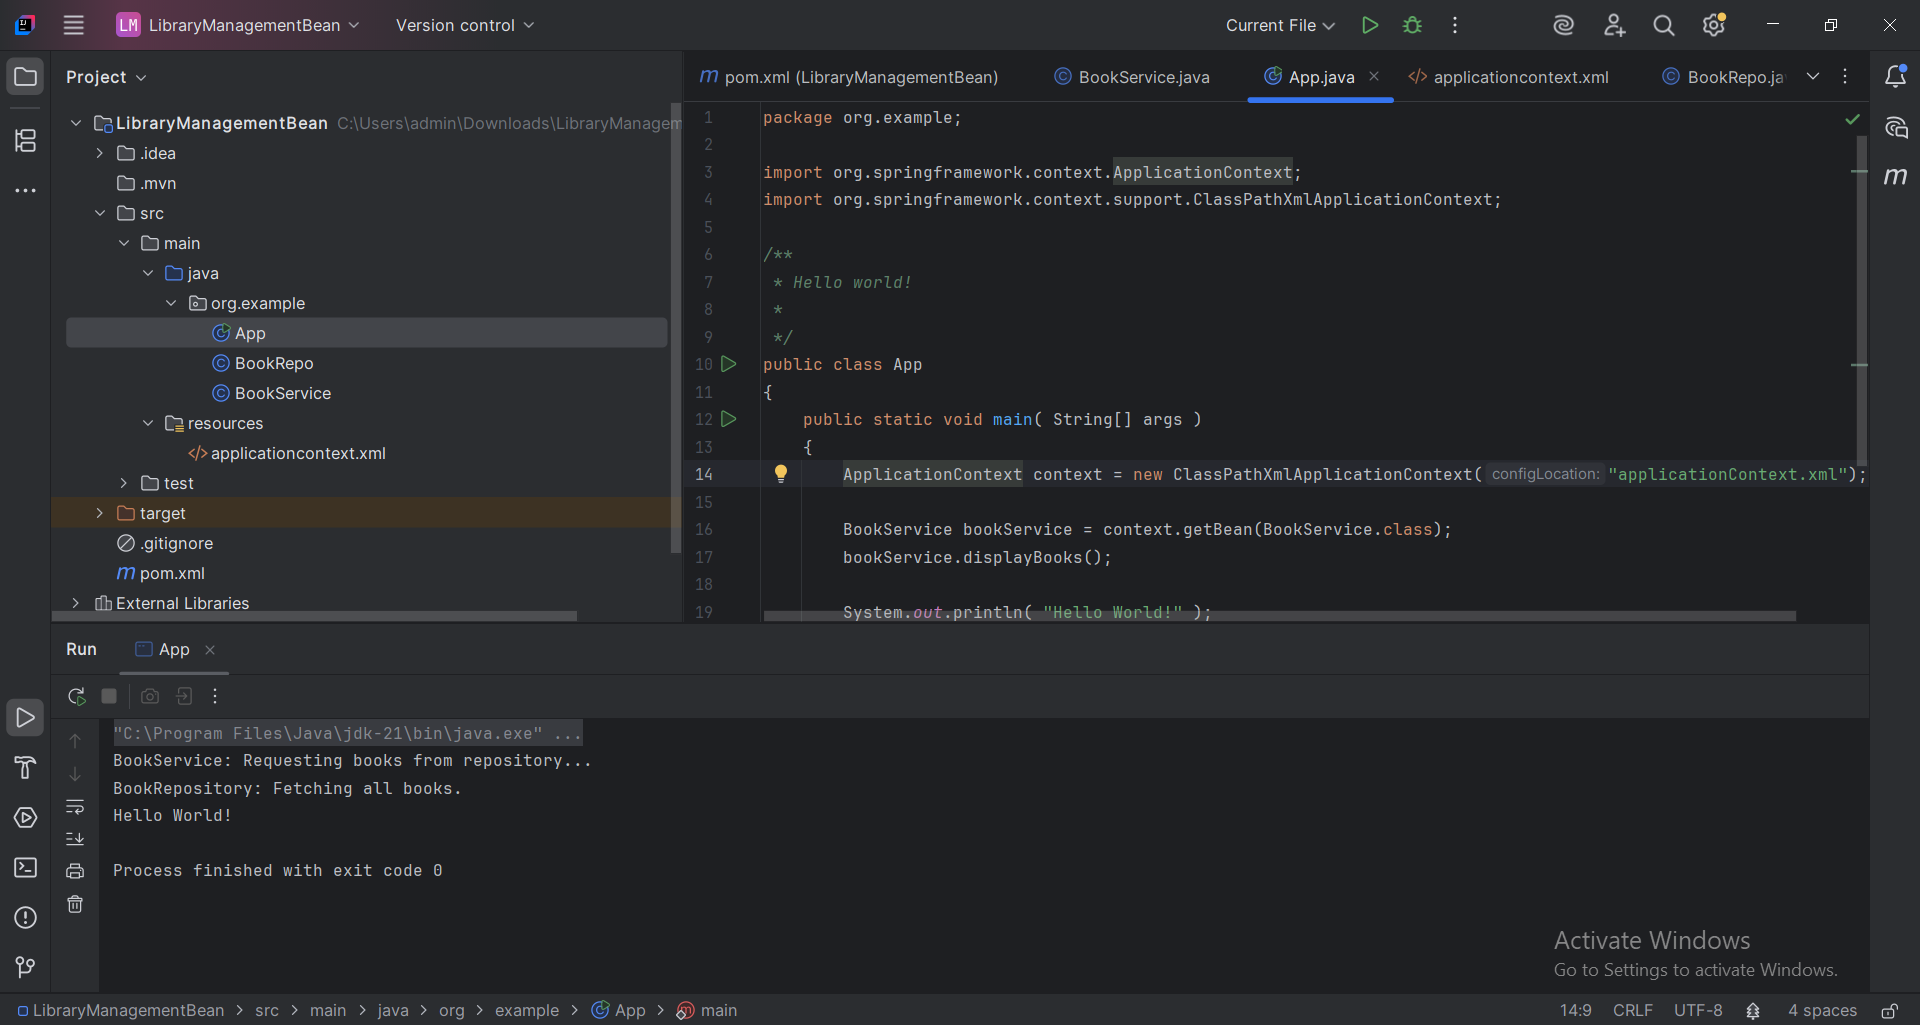 LM LibraryManagementBean Version control Current File
Project
pom.xml (LibraryManagementBean) BookService.java App.java applicationcontext.xml BookRepo.ja
LibraryManagementBean C:\Users\admin\Downloads\LibraryManagem
.idea
.mvn
src
main
java
org.example
App
BookRepo
BookService
resources
applicationcontext.xml
test
target
.gitignore
pom.xml
External Libraries
1 package org.example;
2
3 import org.springframework.context.ApplicationContext;
4 import org.springframework.context.support.ClassPathXmlApplicationContext;
5
6 /**
7 * Hello world!
8 *
9 */
10 public class App
11 {
12 public static void main( String[] args )
13 {
14 ApplicationContext context = new ClassPathXmlApplicationContext( configLocation: "applicationContext.xml");
15
16 BookService bookService = context.getBean(BookService.class);
17 bookService.displayBooks();
18
19 System.out.println( "Hello World!" );
Run App
"C:\Program Files\Java\jdk-21\bin\java.exe" ...
BookService: Requesting books from repository...
BookRepository: Fetching all books.
Hello World!
Process finished with exit code 0
Activate Windows
Go to Settings to activate Windows.
LibraryManagementBean > src > main > java > org > example > App > main 14:9 CRLF UTF-8 4 spaces